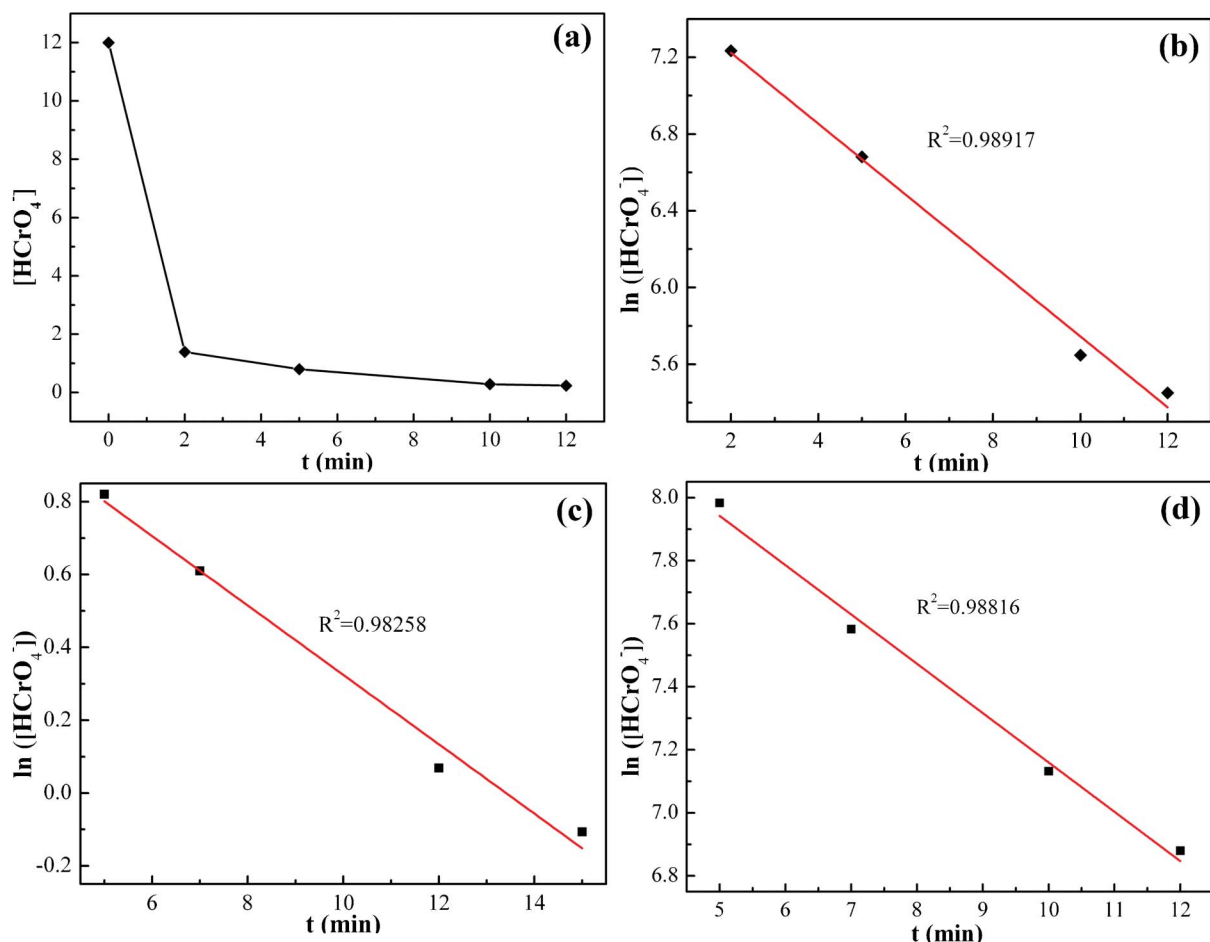 (a)
[HCrO₄⁻]
12
10
8
6
4
2
0
0 2 4 6 8 10 12
t (min)
(b)
ln ([HCrO₄⁻])
7.2
6.8
6.4
6.0
5.6
R²=0.98917
2 4 6 8 10 12
t (min)
(c)
ln ([HCrO₄⁻])
0.8
0.6
0.4
0.2
0.0
-0.2
R²=0.98258
6 8 10 12 14
t (min)
(d)
ln ([HCrO₄⁻])
8.0
7.8
7.6
7.4
7.2
7.0
6.8
R²=0.98816
5 6 7 8 9 10 11 12
t (min)